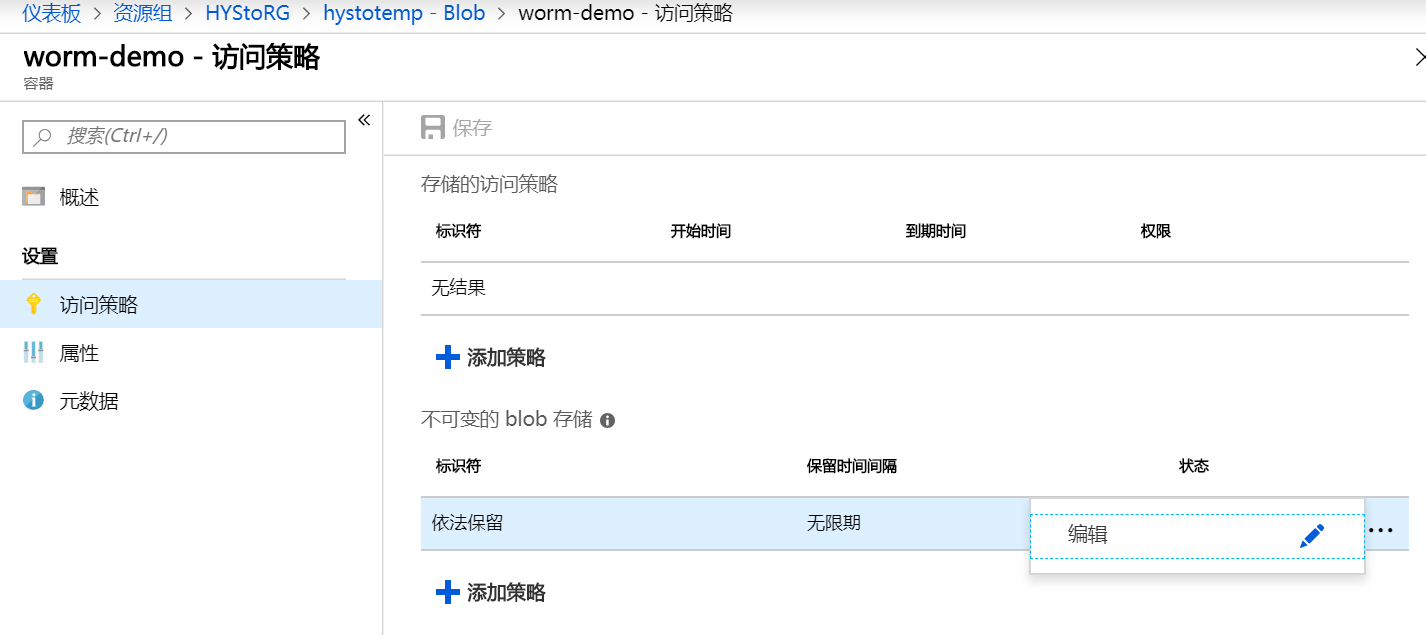 仪表板 > 资源组 > HYStoRG > hystotemp - Blob > worm-demo - 访问策略
worm-demo - 访问策略
容器
搜索(Ctrl+/)
概述
设置
访问策略
属性
元数据
保存
存储的访问策略
标识符 开始时间 到期时间 权限
无结果
添加策略
不可变的 blob 存储
标识符 保留时间间隔 状态
依法保留 无限期
编辑
添加策略